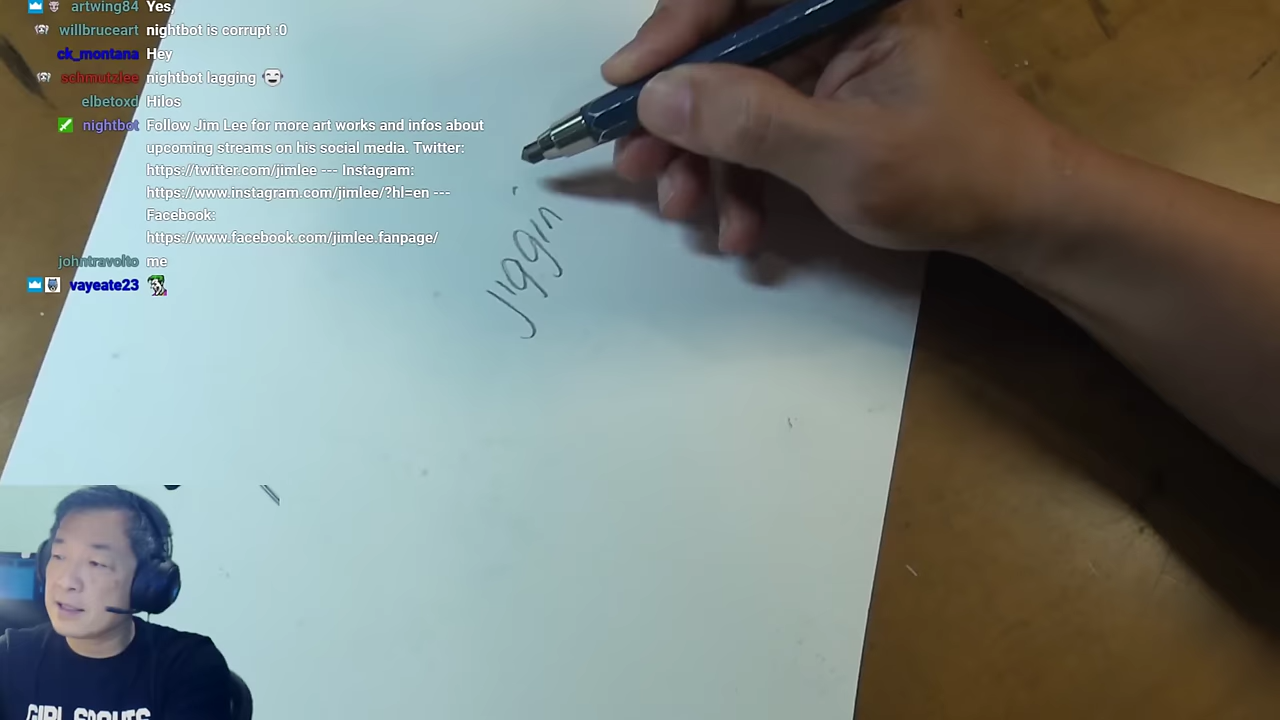 artwing84 Yes
willbruceart nightbot is corrupt :0
ck_montana Hey
schmutzlee nightbot lagging
elbetoxd Hilos
nightbot Follow Jim Lee for more art works and infos about
upcoming streams on his social media. Twitter:
https://twitter.com/jimlee --- Instagram:
https://www.instagram.com/jimlee/?hl=en ---
Facebook:
https://www.facebook.com/jimlee.fanpage/
johntravolto me
vayeate23
Jiggin
GIRL SCOUTS